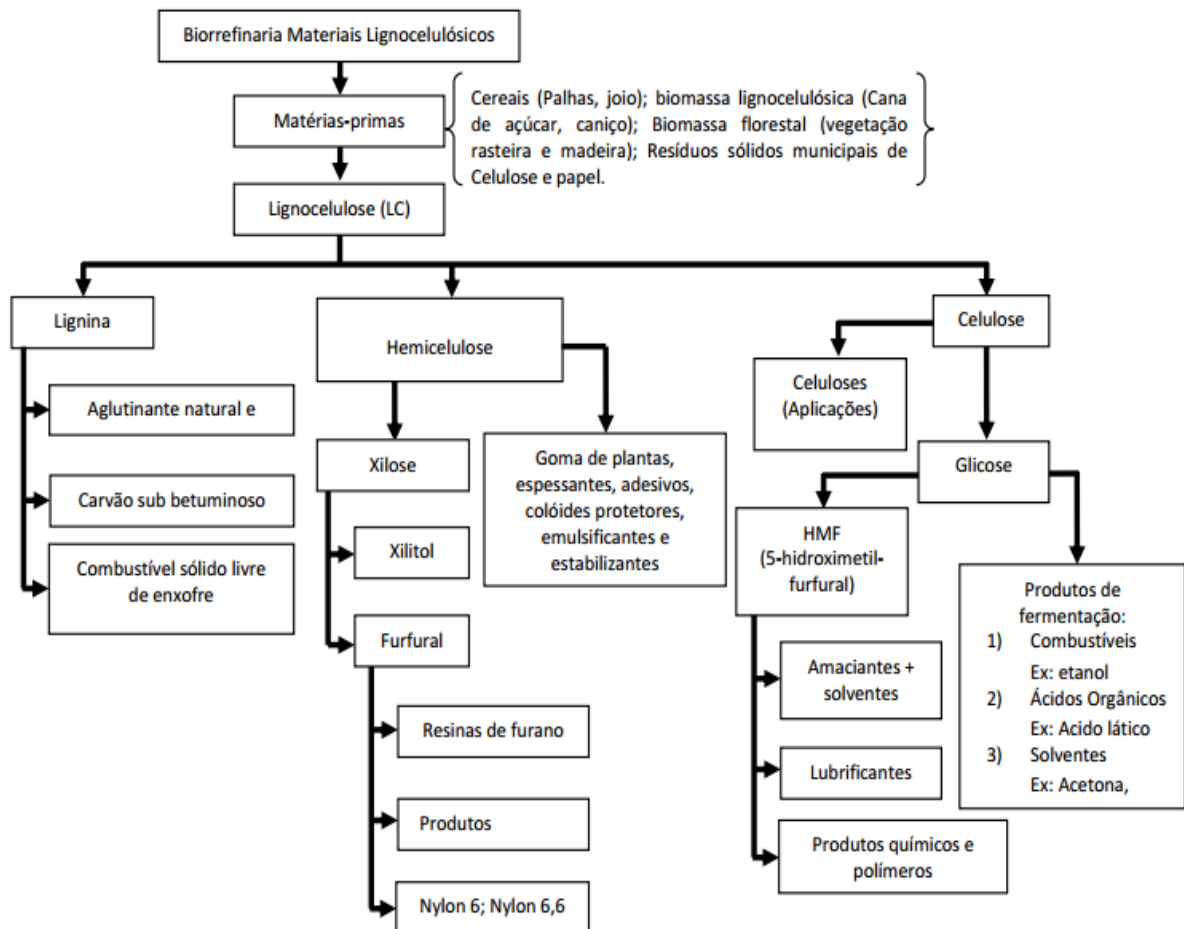 Biorrefinaria Materiais Lignocelulósicos
Matérias-primas
Cereais (Palhas, joio); biomassa lignocelulósica (Cana
de açúcar, caniço); Biomassa florestal (vegetação
rasteira e madeira); Resíduos sólidos municipais de
Celulose e papel.
Lignocelulose (LC)
Lignina
Aglutinante natural e
Carvão sub betuminoso
Combustível sólido livre
de enxofre
Hemicelulose
Xilose
Xilitol
Furfural
Resinas de furano
Produtos
Nylon 6; Nylon 6,6
Goma de plantas,
espessantes, adesivos,
colóides protetores,
emulsificantes e
estabilizantes
Celulose
Celuloses
(Aplicações)
Glicose
HMF
(5-hidroximetil-
furfural)
Amaciantes +
solventes
Lubrificantes
Produtos químicos e
polímeros
Produtos de
fermentação:
1) Combustíveis
Ex: etanol
2) Ácidos Orgânicos
Ex: Acido lático
3) Solventes
Ex: Acetona,